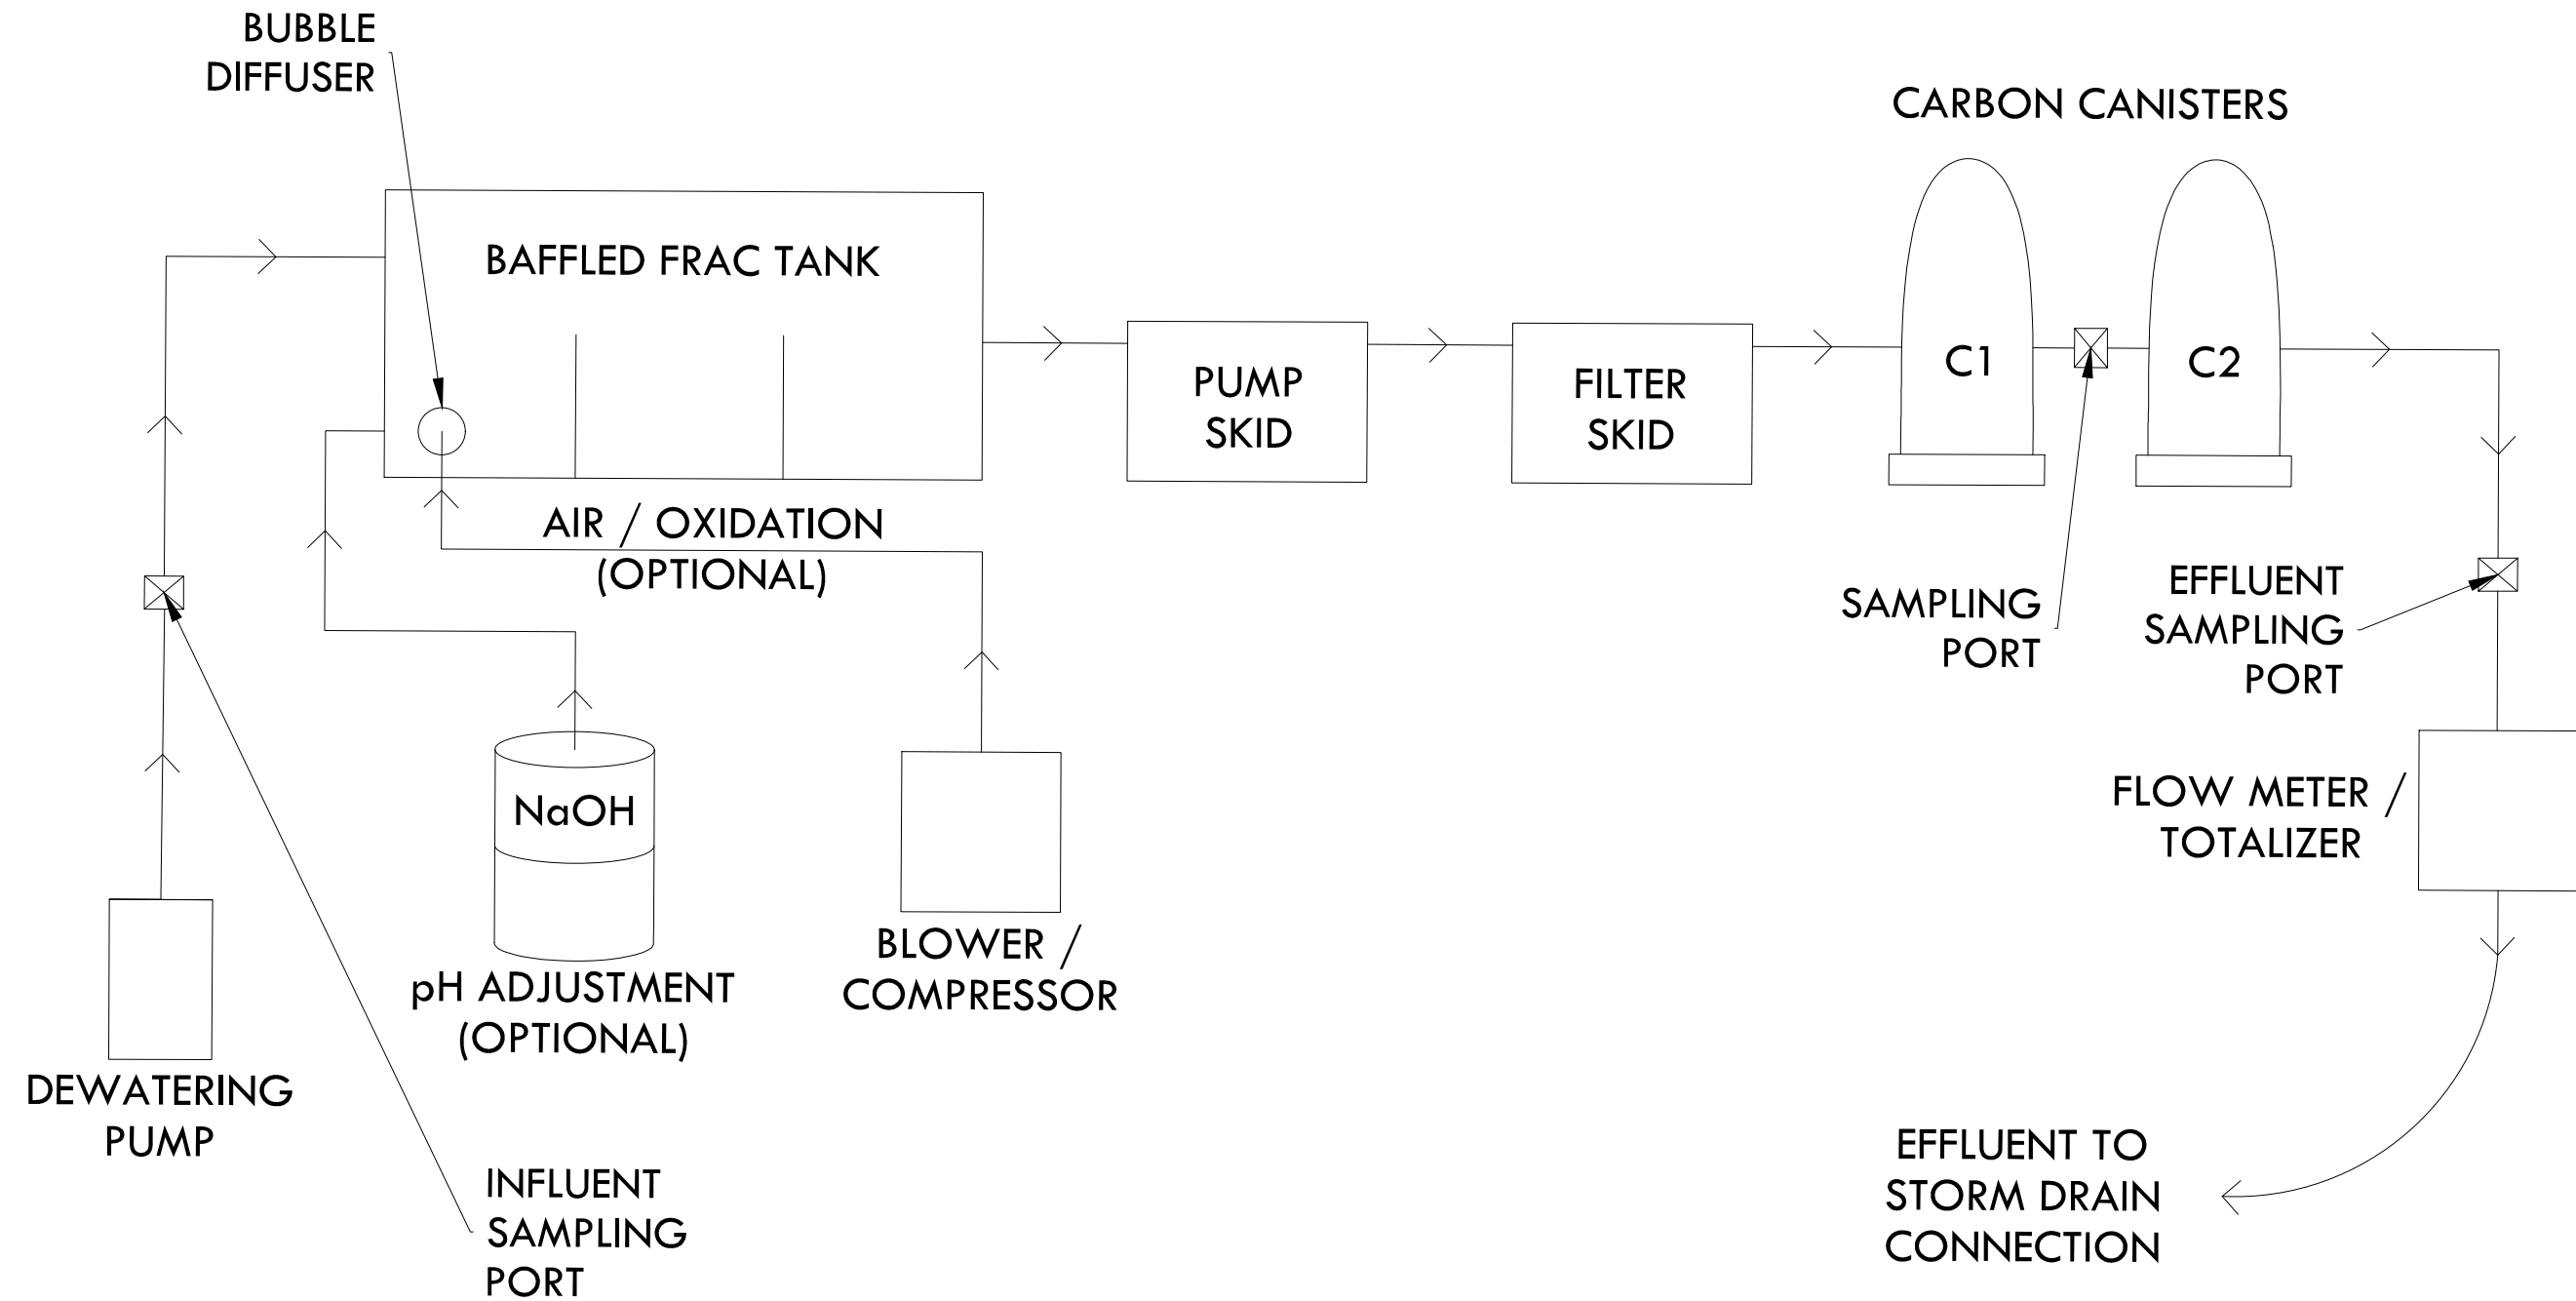 BUBBLE
DIFFUSER
CARBON CANISTERS
BAFFLED FRAC TANK
PUMP
SKID
FILTER
SKID
C1
C2
AIR / OXIDATION
(OPTIONAL)
SAMPLING
PORT
EFFLUENT
SAMPLING
PORT
NaOH
pH ADJUSTMENT
(OPTIONAL)
BLOWER /
COMPRESSOR
FLOW METER /
TOTALIZER
DEWATERING
PUMP
INFLUENT
SAMPLING
PORT
EFFLUENT TO
STORM DRAIN
CONNECTION